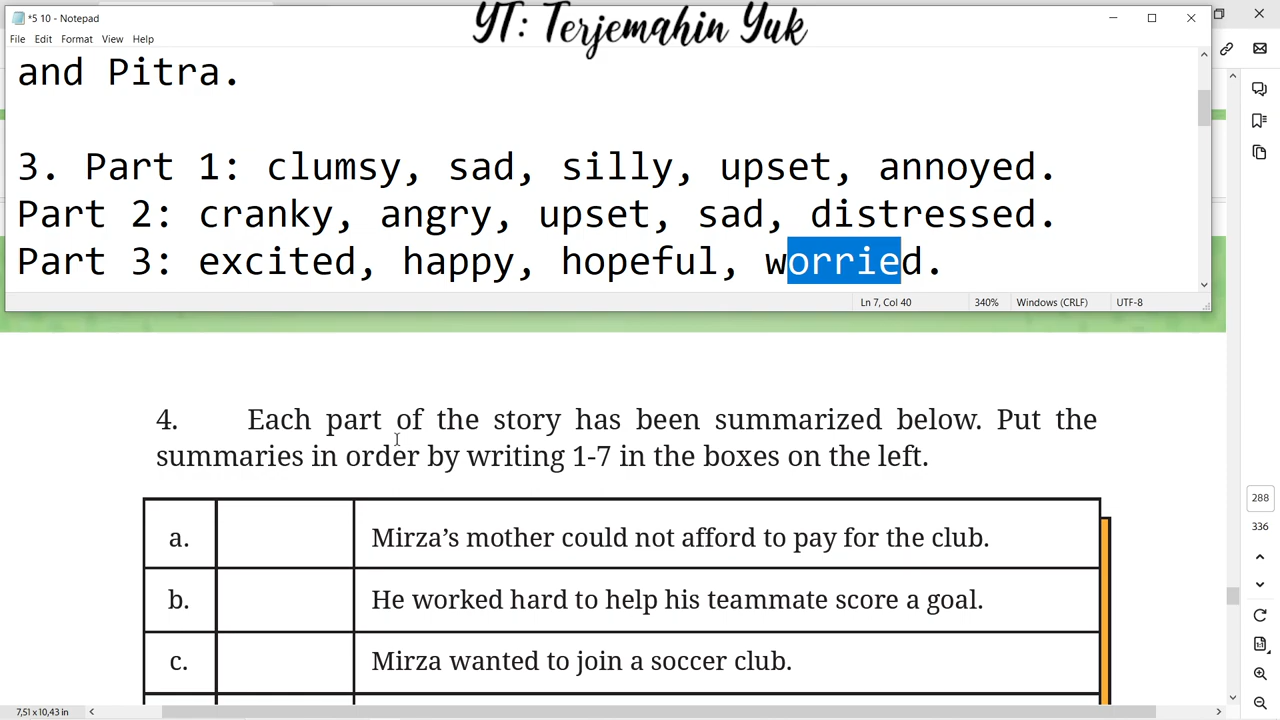 YT: Terjemahin Yuk
*5 10 - Notepad
File Edit Format View Help
and Pitra.
3. Part 1: clumsy, sad, silly, upset, annoyed.
Part 2: cranky, angry, upset, sad, distressed.
Part 3: excited, happy, hopeful, worried.
Ln 7, Col 40 340% Windows (CRLF) UTF-8
4. Each part of the story has been summarized below. Put the
summaries in order by writing 1-7 in the boxes on the left.
a. Mirza’s mother could not afford to pay for the club.
b. He worked hard to help his teammate score a goal.
c. Mirza wanted to join a soccer club.
288
336
7,51 x 10,43 in